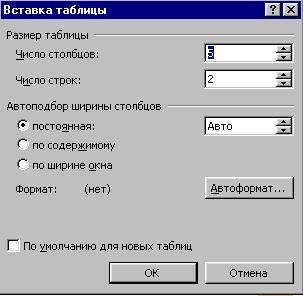 Вставка таблицы
Размер таблицы
Число столбцов: 5
Число строк: 2
Автоподбор ширины столбцов
постоянная: Авто
по содержимому
по ширине окна
Формат: (нет) Автоформат...
По умолчанию для новых таблиц
ОК Отмена